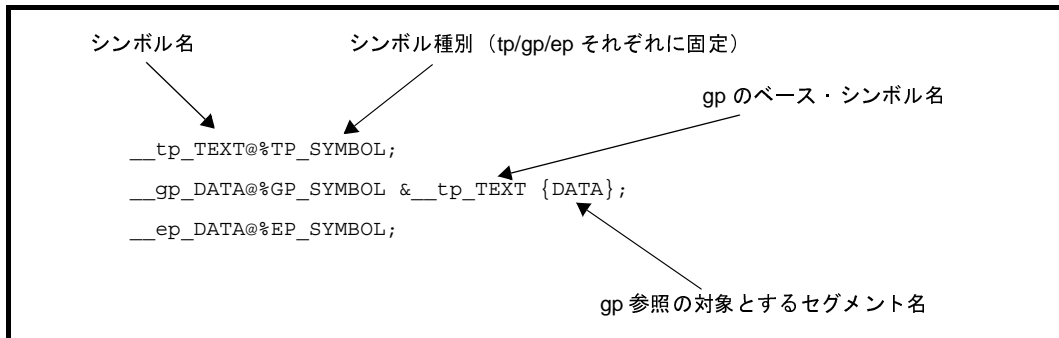 シンボル名
シンボル種別（tp/gp/ep それぞれに固定）
gp のベース・シンボル名
__tp_TEXT@%TP_SYMBOL;
__gp_DATA@%GP_SYMBOL &__tp_TEXT {DATA};
__ep_DATA@%EP_SYMBOL;
gp 参照の対象とするセグメント名